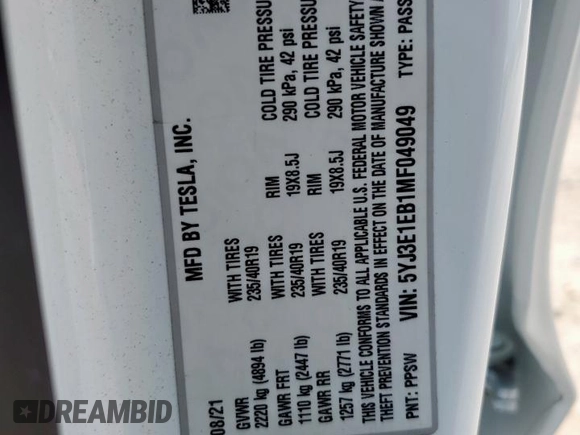 MFD BY TESLA, INC.
08/21
GVWR
2220 kg (4894 lb)
GAWR FRT WITH TIRES RIM COLD TIRE PRESSU
1110 kg (2447 lb) 235/40R19 19X8.5J 290 kPa, 42 psi
GAWR RR WITH TIRES RIM COLD TIRE PRESSU
1257 kg (2771 lb) 235/40R19 19X8.5J 290 kPa, 42 psi
THIS VEHICLE CONFORMS TO ALL APPLICABLE U.S. FEDERAL MOTOR VEHICLE SAFETY
THEFT PREVENTION STANDARDS IN EFFECT ON THE DATE OF MANUFACTURE SHOWN
PNT: PPSW VIN: 5YJ3E1EB1MF049049 TYPE: PASS
DREAMBID